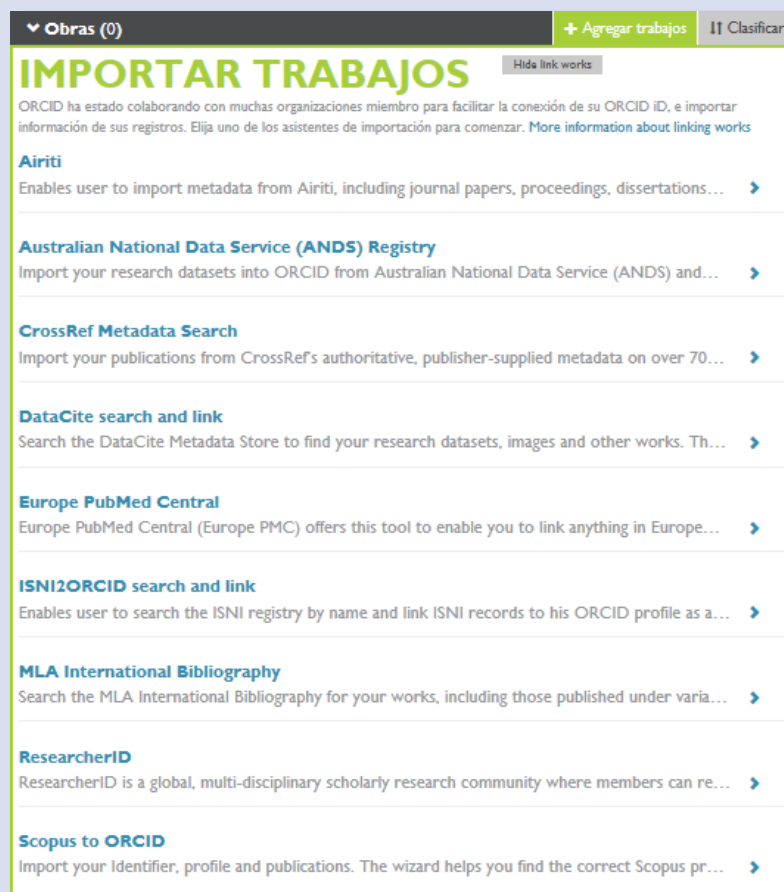 Obras (0)
+ Agregar trabajos
Clasificar
IMPORTAR TRABAJOS
Hide link works
ORCID ha estado colaborando con muchas organizaciones miembro para facilitar la conexión de su ORCID iD, e importar
información de sus registros. Elija uno de los asistentes de importación para comenzar. More information about linking works
Airiti
Enables user to import metadata from Airiti, including journal papers, proceedings, dissertations…
Australian National Data Service (ANDS) Registry
Import your research datasets into ORCID from Australian National Data Service (ANDS) and…
CrossRef Metadata Search
Import your publications from CrossRef's authoritative, publisher-supplied metadata on over 70…
DataCite search and link
Search the DataCite Metadata Store to find your research datasets, images and other works. Th…
Europe PubMed Central
Europe PubMed Central (Europe PMC) offers this tool to enable you to link anything in Europe…
ISNI2ORCID search and link
Enables user to search the ISNI registry by name and link ISNI records to his ORCID profile as a…
MLA International Bibliography
Search the MLA International Bibliography for your works, including those published under varia…
ResearcherID
ResearcherID is a global, multi-disciplinary scholarly research community where members can re…
Scopus to ORCID
Import your Identifier, profile and publications. The wizard helps you find the correct Scopus pr…